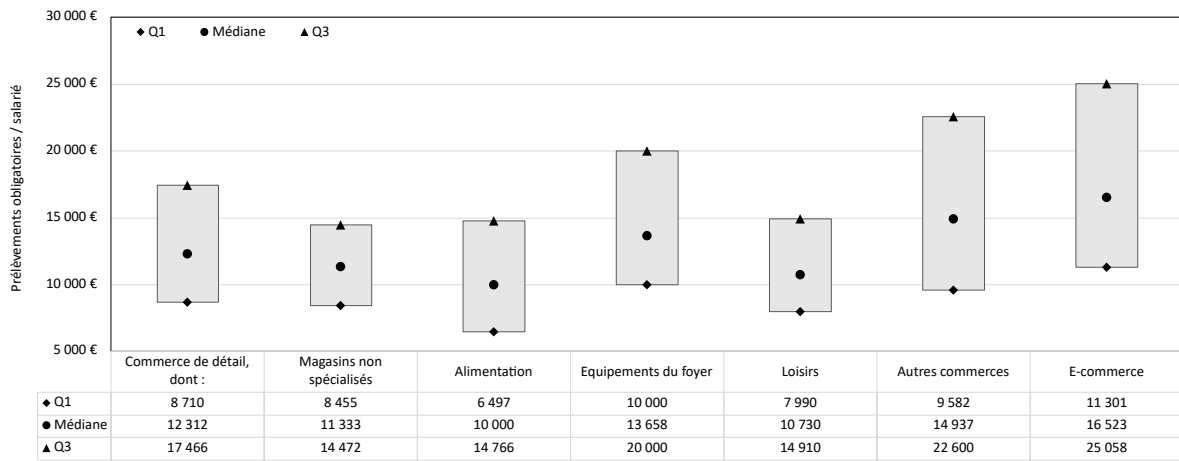 30 000 €
◆ Q1 ● Médiane ▲ Q3
25 000 €
20 000 €
15 000 €
10 000 €
5 000 €
Prélèvements obligatoires / salarié
Commerce de détail, dont : Magasins non spécialisés Alimentation Equipements du foyer Loisirs Autres commerces E-commerce
◆ Q1 8 710 8 455 6 497 10 000 7 990 9 582 11 301
● Médiane 12 312 11 333 10 000 13 658 10 730 14 937 16 523
▲ Q3 17 466 14 472 14 766 20 000 14 910 22 600 25 058